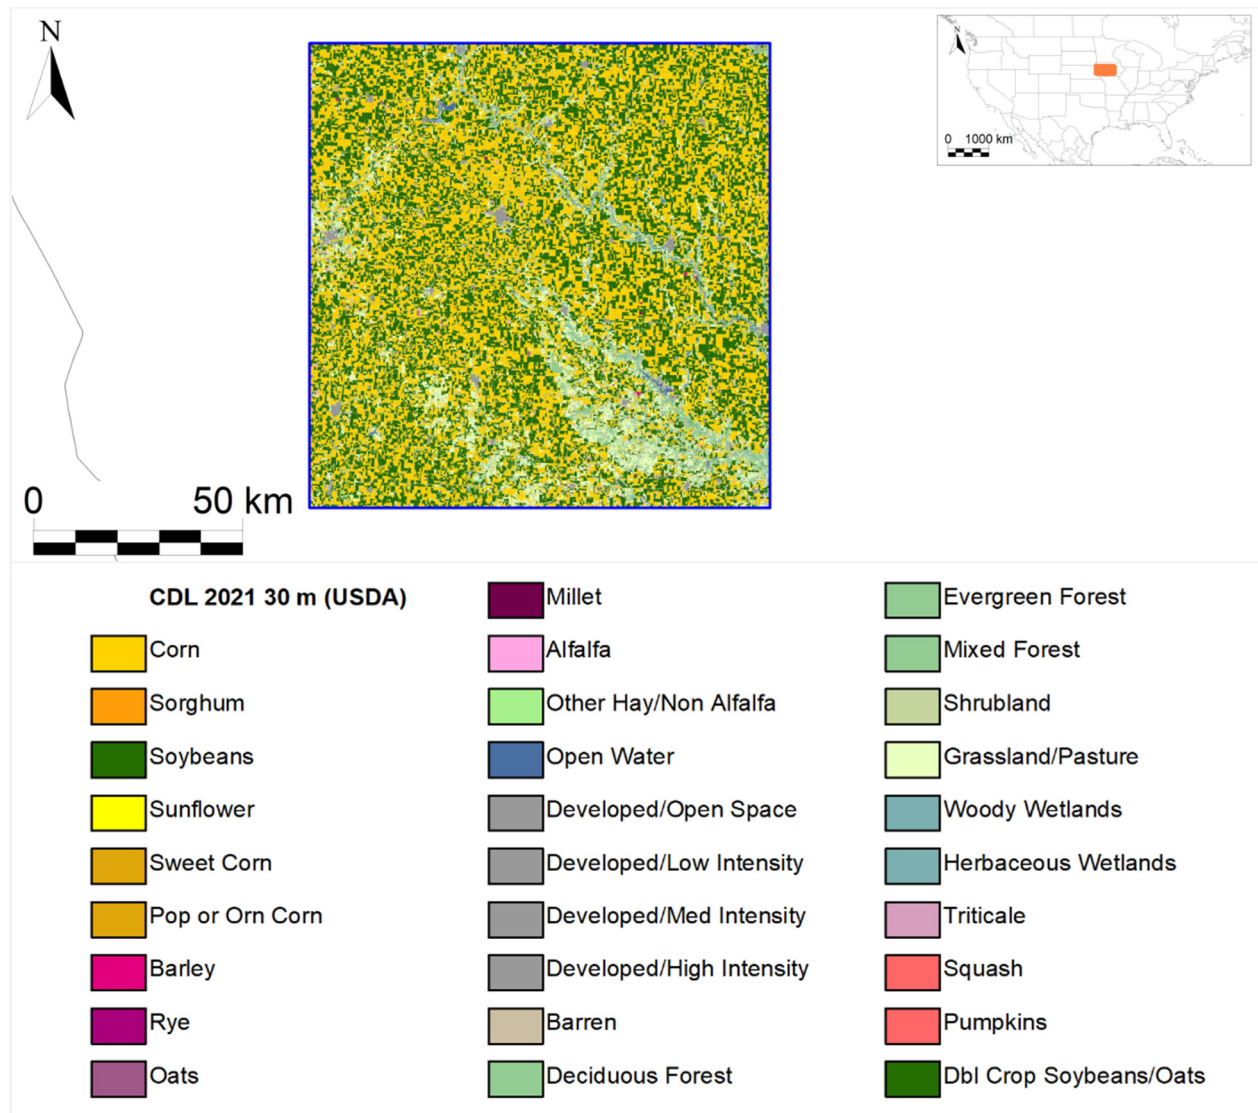 N
N
0 1000 km
0 50 km
CDL 2021 30 m (USDA)
Corn
Sorghum
Soybeans
Sunflower
Sweet Corn
Pop or Orn Corn
Barley
Rye
Oats
Millet
Alfalfa
Other Hay/Non Alfalfa
Open Water
Developed/Open Space
Developed/Low Intensity
Developed/Med Intensity
Developed/High Intensity
Barren
Deciduous Forest
Evergreen Forest
Mixed Forest
Shrubland
Grassland/Pasture
Woody Wetlands
Herbaceous Wetlands
Triticale
Squash
Pumpkins
Dbl Crop Soybeans/Oats